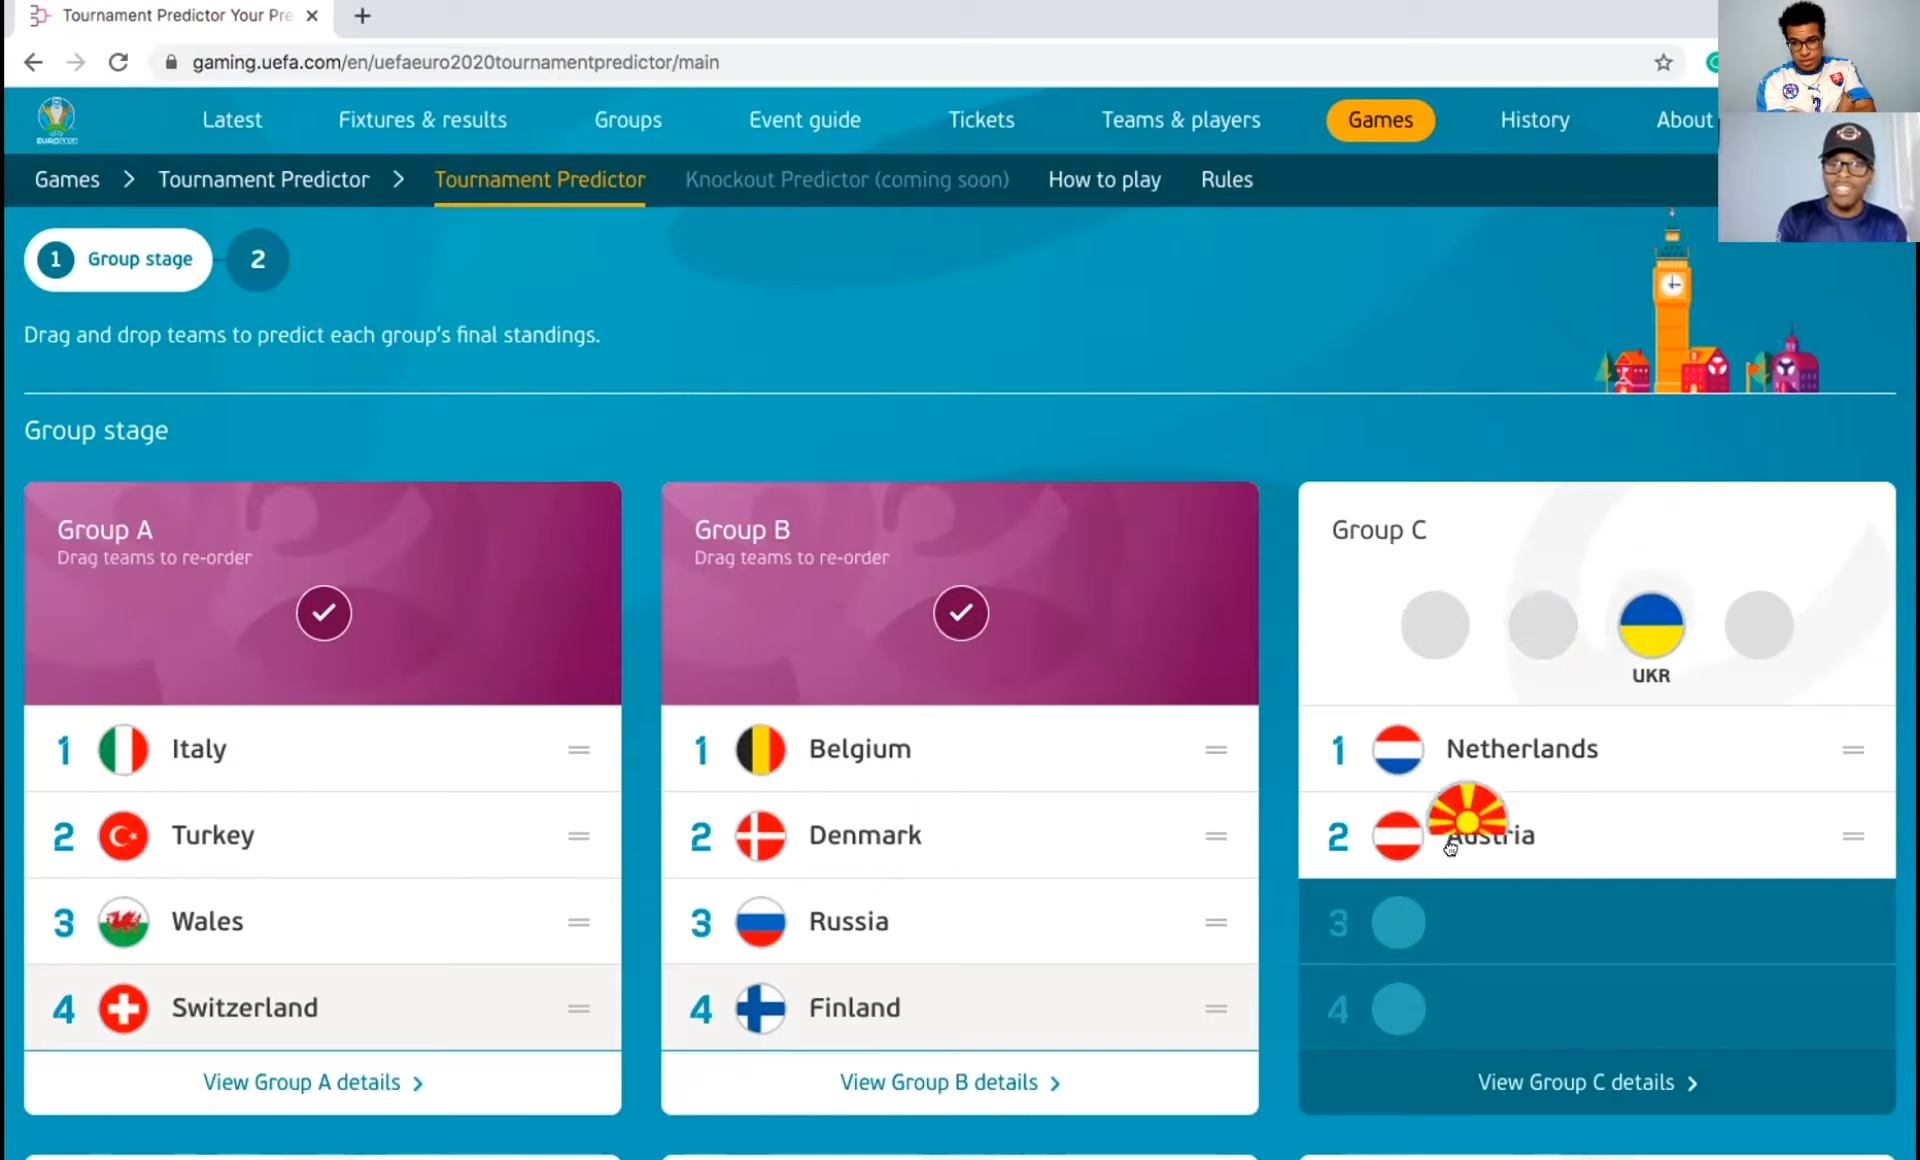 Tournament Predictor Your Pre
gaming.uefa.com/en/uefaeuro2020tournamentpredictor/main
EURO2020
Latest Fixtures & results Groups Event guide Tickets Teams & players Games History About
Games > Tournament Predictor > Tournament Predictor Knockout Predictor (coming soon) How to play Rules
1 Group stage 2
Drag and drop teams to predict each group's final standings.
Group stage
Group A
Drag teams to re-order
1 Italy
2 Turkey
3 Wales
4 Switzerland
View Group A details >
Group B
Drag teams to re-order
1 Belgium
2 Denmark
3 Russia
4 Finland
View Group B details >
Group C
UKR
1 Netherlands
2 Austria
3
4
View Group C details >